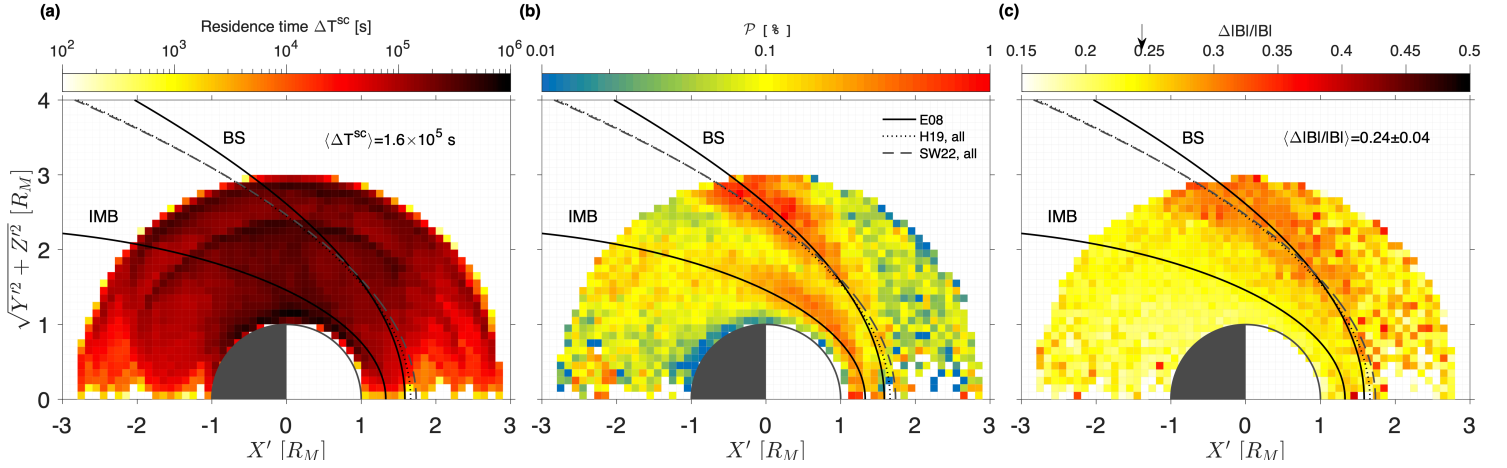 (a)
Residence time ΔT^sc [s]
10^2 10^3 10^4 10^5 10^6
4
3
2
1
0
√Y'^2 + Z'^2 [R_M]
BS
⟨ΔT^sc⟩=1.6×10^5 s
IMB
-3 -2 -1 0 1 2 3
X' [R_M]
(b)
𝒫 [ % ]
0.01 0.1 1
BS
E08
H19, all
SW22, all
IMB
-3 -2 -1 0 1 2 3
X' [R_M]
(c)
Δ|B|/|B|
0.15 0.2 0.25 0.3 0.35 0.4 0.45 0.5
BS
⟨Δ|B|/|B|⟩=0.24±0.04
IMB
-3 -2 -1 0 1 2 3
X' [R_M]